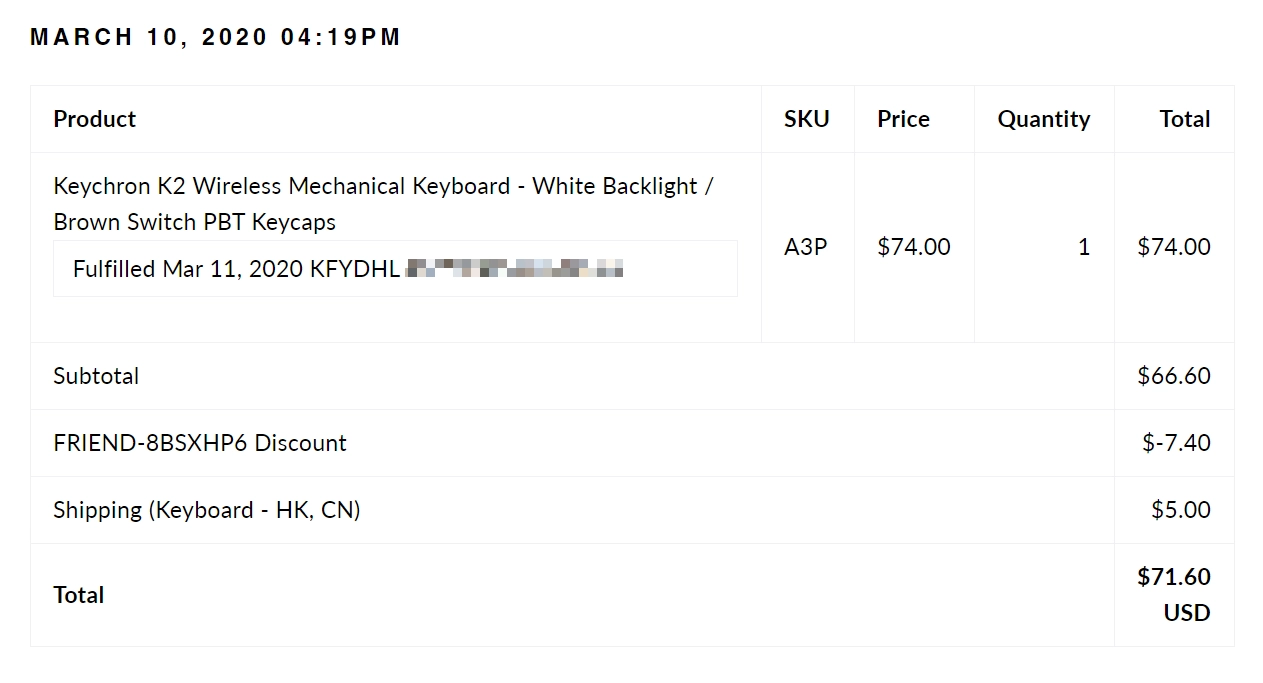 MARCH 10, 2020 04:19PM
Product SKU Price Quantity Total
Keychron K2 Wireless Mechanical Keyboard - White Backlight /
Brown Switch PBT Keycaps
Fulfilled Mar 11, 2020 KFYDHL
A3P $74.00 1 $74.00
Subtotal $66.60
FRIEND-8BSXHP6 Discount $-7.40
Shipping (Keyboard - HK, CN) $5.00
Total $71.60
USD